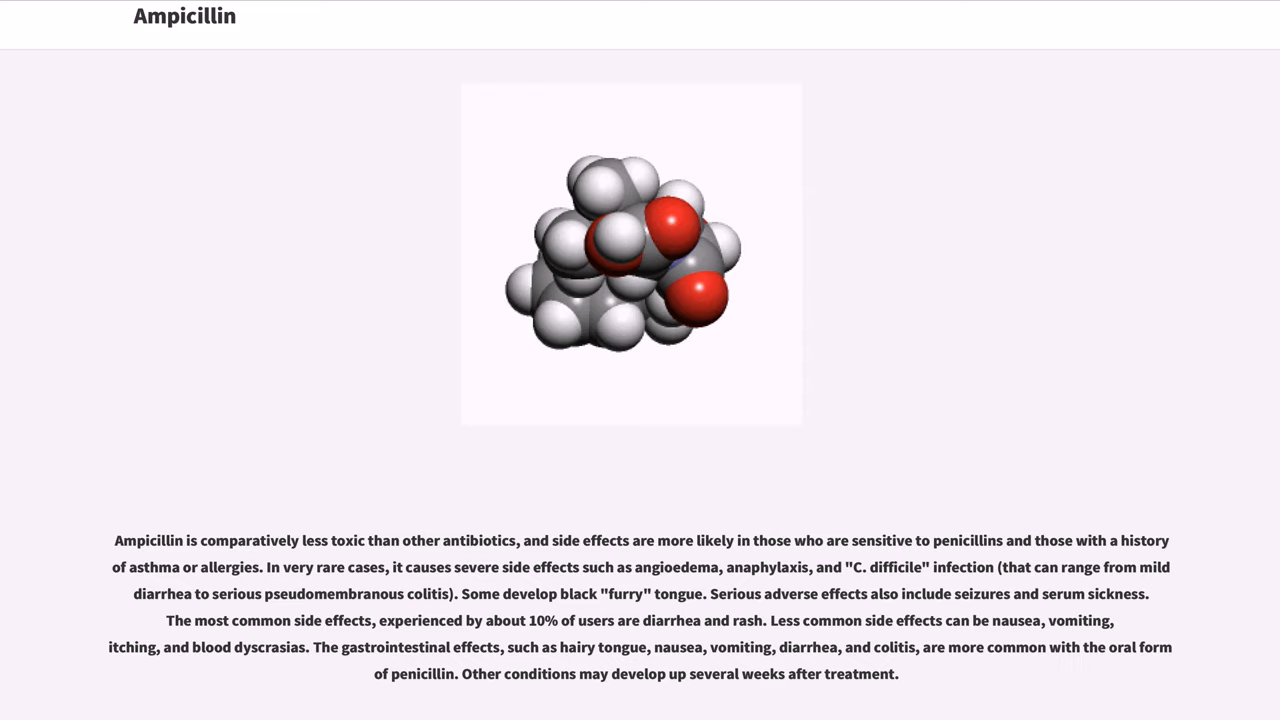 Ampicillin
Ampicillin is comparatively less toxic than other antibiotics, and side effects are more likely in those who are sensitive to penicillins and those with a history
of asthma or allergies. In very rare cases, it causes severe side effects such as angioedema, anaphylaxis, and "C. difficile" infection (that can range from mild
diarrhea to serious pseudomembranous colitis). Some develop black "furry" tongue. Serious adverse effects also include seizures and serum sickness.
The most common side effects, experienced by about 10% of users are diarrhea and rash. Less common side effects can be nausea, vomiting,
itching, and blood dyscrasias. The gastrointestinal effects, such as hairy tongue, nausea, vomiting, diarrhea, and colitis, are more common with the oral form
of penicillin. Other conditions may develop up several weeks after treatment.